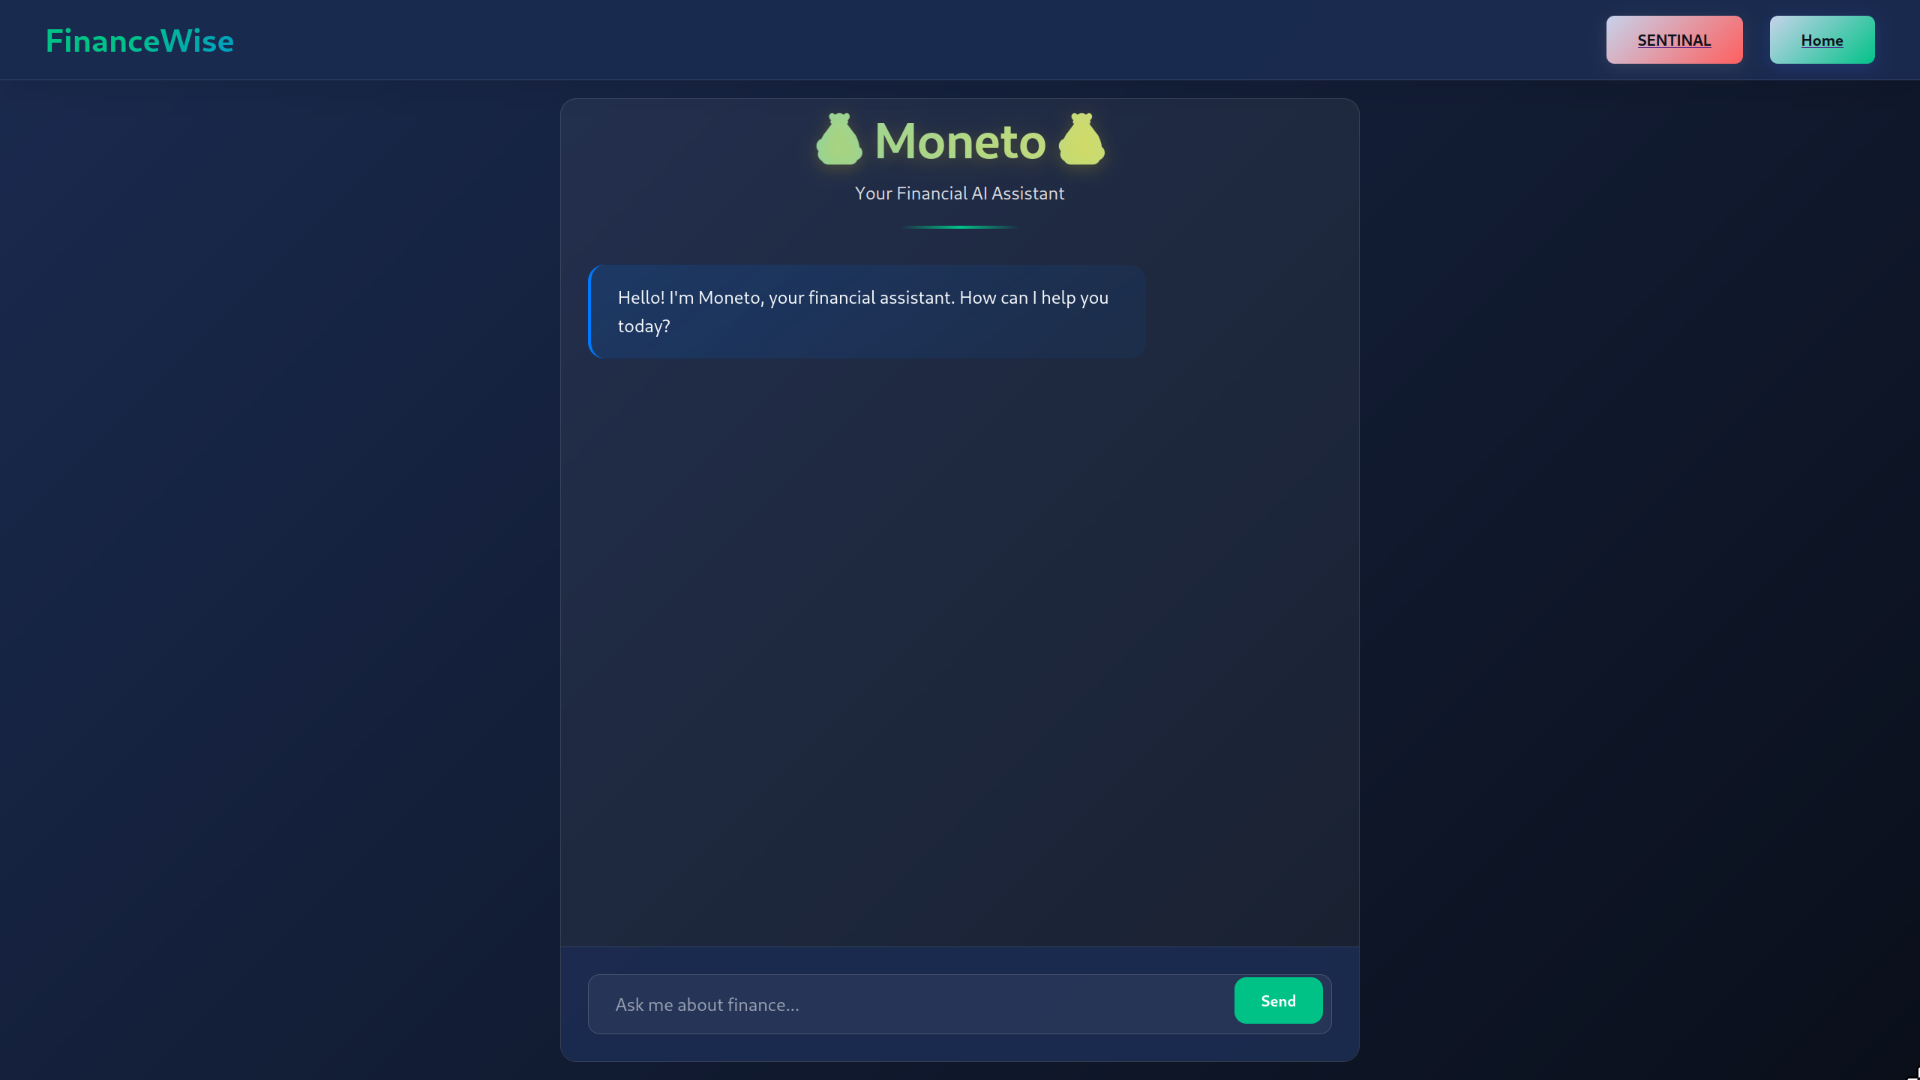 FinanceWise
SENTINAL
Home
Moneto
Your Financial AI Assistant
Hello! I'm Moneto, your financial assistant. How can I help you
today?
Ask me about finance...
Send